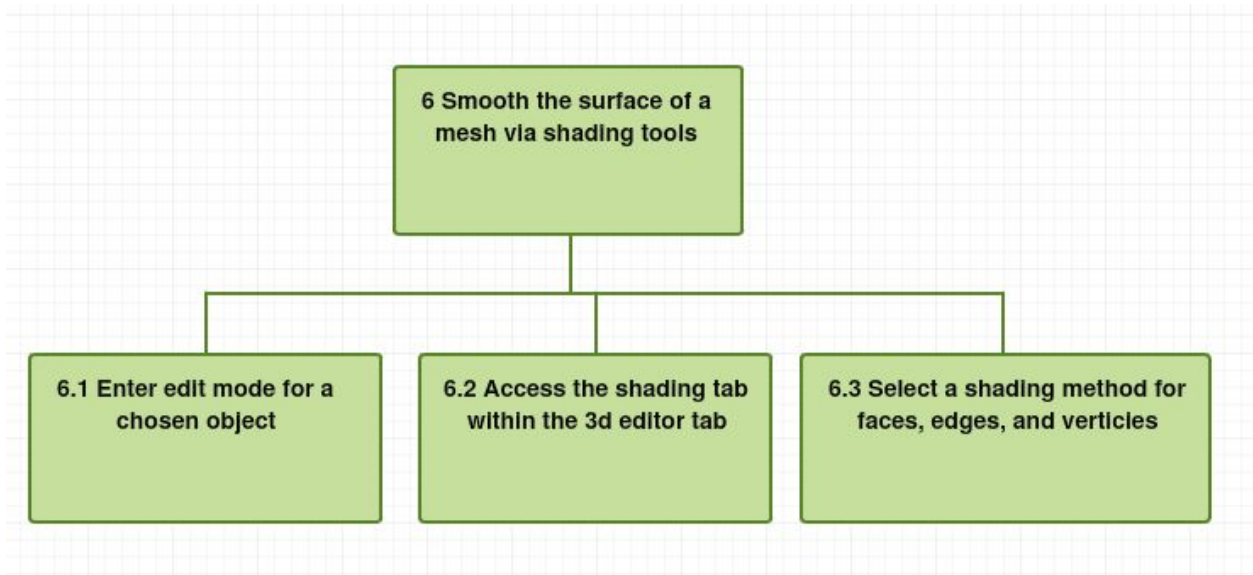 6 Smooth the surface of a
mesh via shading tools
6.1 Enter edit mode for a
chosen object
6.2 Access the shading tab
within the 3d editor tab
6.3 Select a shading method for
faces, edges, and verticies